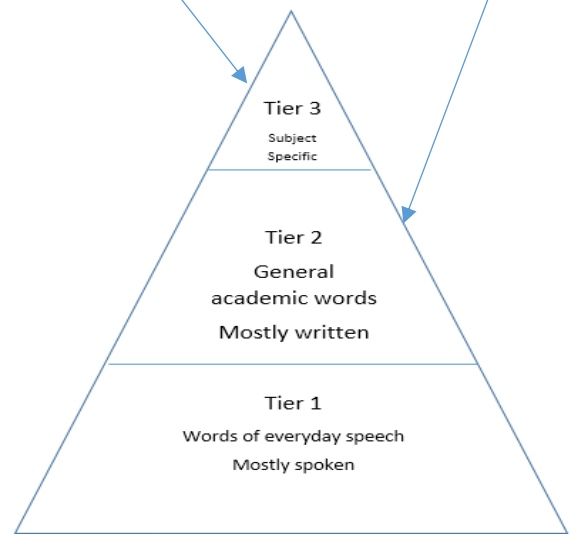 Tier 3
Subject
Specific
Tier 2
General
academic words
Mostly written
Tier 1
Words of everyday speech
Mostly spoken